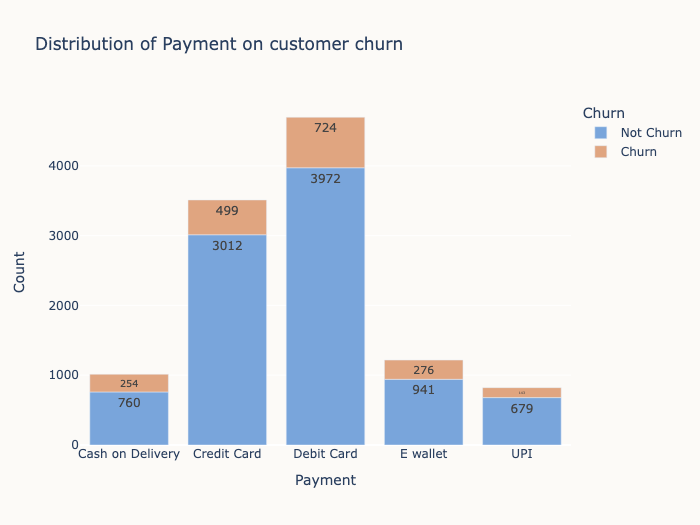 Distribution of Payment on customer churn
Churn
Not Churn
Churn
Count
4000
3000
2000
1000
0
724
3972
499
3012
254
760
276
941
679
Cash on Delivery
Credit Card
Debit Card
E wallet
UPI
Payment